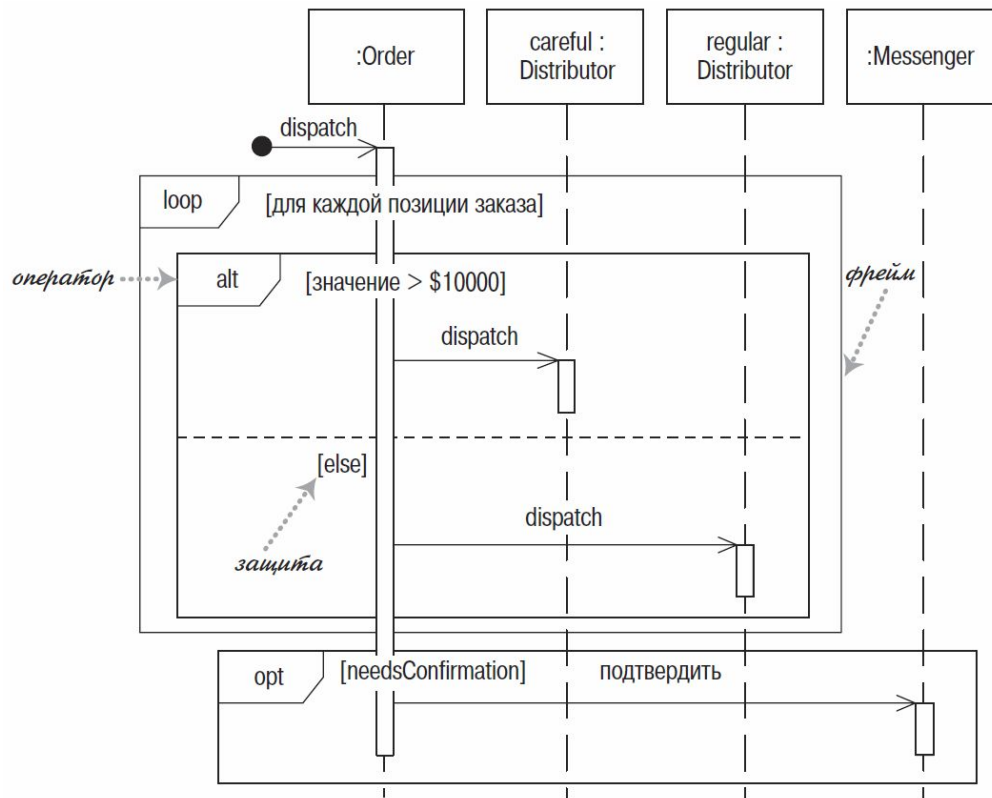 :Order
careful :
Distributor
regular :
Distributor
:Messenger
dispatch
loop
[для каждой позиции заказа]
оператор
alt
[значение > $10000]
фрейм
dispatch
[else]
dispatch
защита
opt
[needsConfirmation]
подтвердить